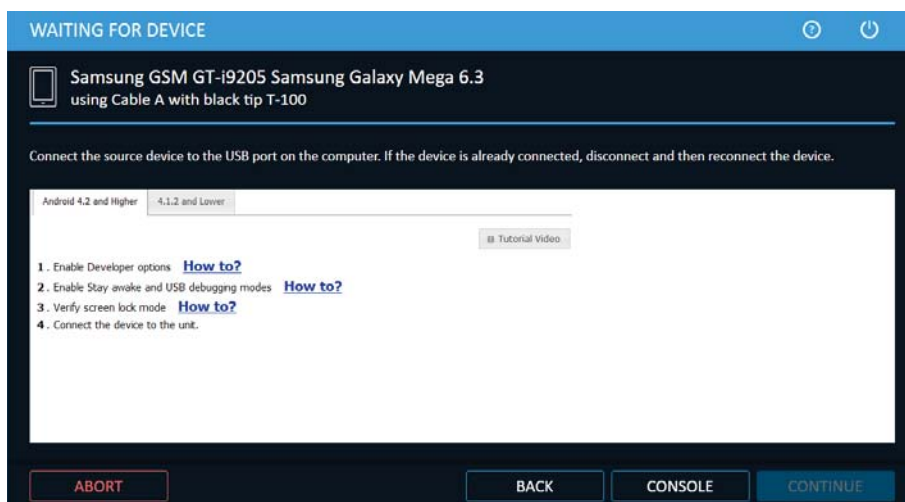 WAITING FOR DEVICE
Samsung GSM GT-i9205 Samsung Galaxy Mega 6.3
using Cable A with black tip T-100
Connect the source device to the USB port on the computer. If the device is already connected, disconnect and then reconnect the device.
Android 4.2 and Higher 4.1.2 and Lower
Tutorial Video
1 . Enable Developer options How to?
2 . Enable Stay awake and USB debugging modes How to?
3 . Verify screen lock mode How to?
4 . Connect the device to the unit.
ABORT BACK CONSOLE CONTINUE